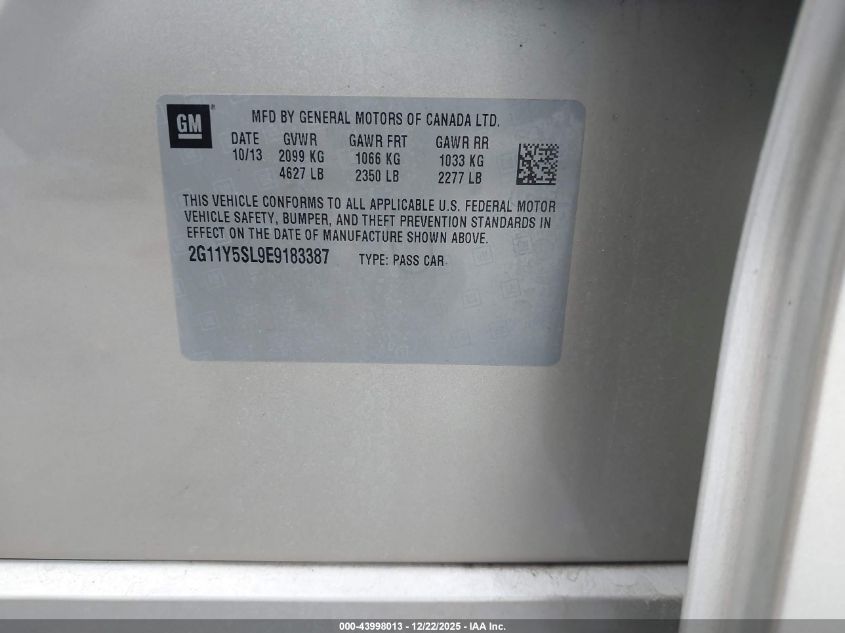 GM ®
MFD BY GENERAL MOTORS OF CANADA LTD.
DATE GVWR GAWR FRT GAWR RR
10/13 2099 KG 1066 KG 1033 KG
4627 LB 2350 LB 2277 LB
THIS VEHICLE CONFORMS TO ALL APPLICABLE U.S. FEDERAL MOTOR
VEHICLE SAFETY, BUMPER, AND THEFT PREVENTION STANDARDS IN
EFFECT ON THE DATE OF MANUFACTURE SHOWN ABOVE.
2G11Y5SL9E9183387 TYPE: PASS CAR
000-43998013 - 12/22/2025 - IAA Inc.